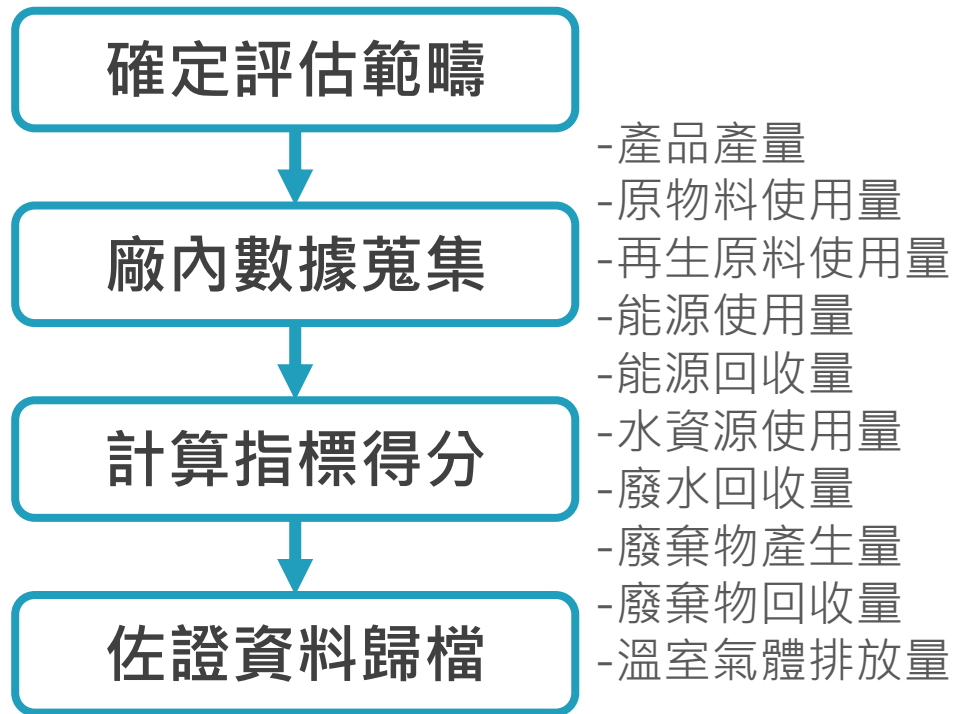 確定評估範疇
廠內數據蒐集
計算指標得分
佐證資料歸檔
-產品產量
-原物料使用量
-再生原料使用量
-能源使用量
-能源回收量
-水資源使用量
-廢水回收量
-廢棄物產生量
-廢棄物回收量
-溫室氣體排放量